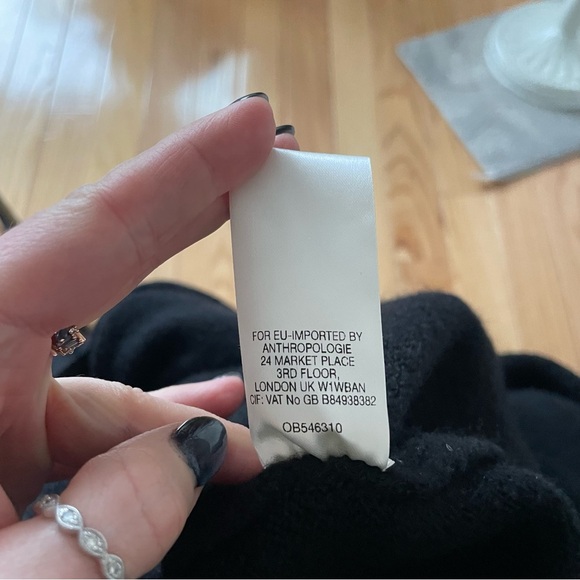 FOR EU-IMPORTED BY
ANTHROPOLOGIE
24 MARKET PLACE
3RD FLOOR,
LONDON UK W1WBAN
CIF: VAT No GB B84938382
OB546310